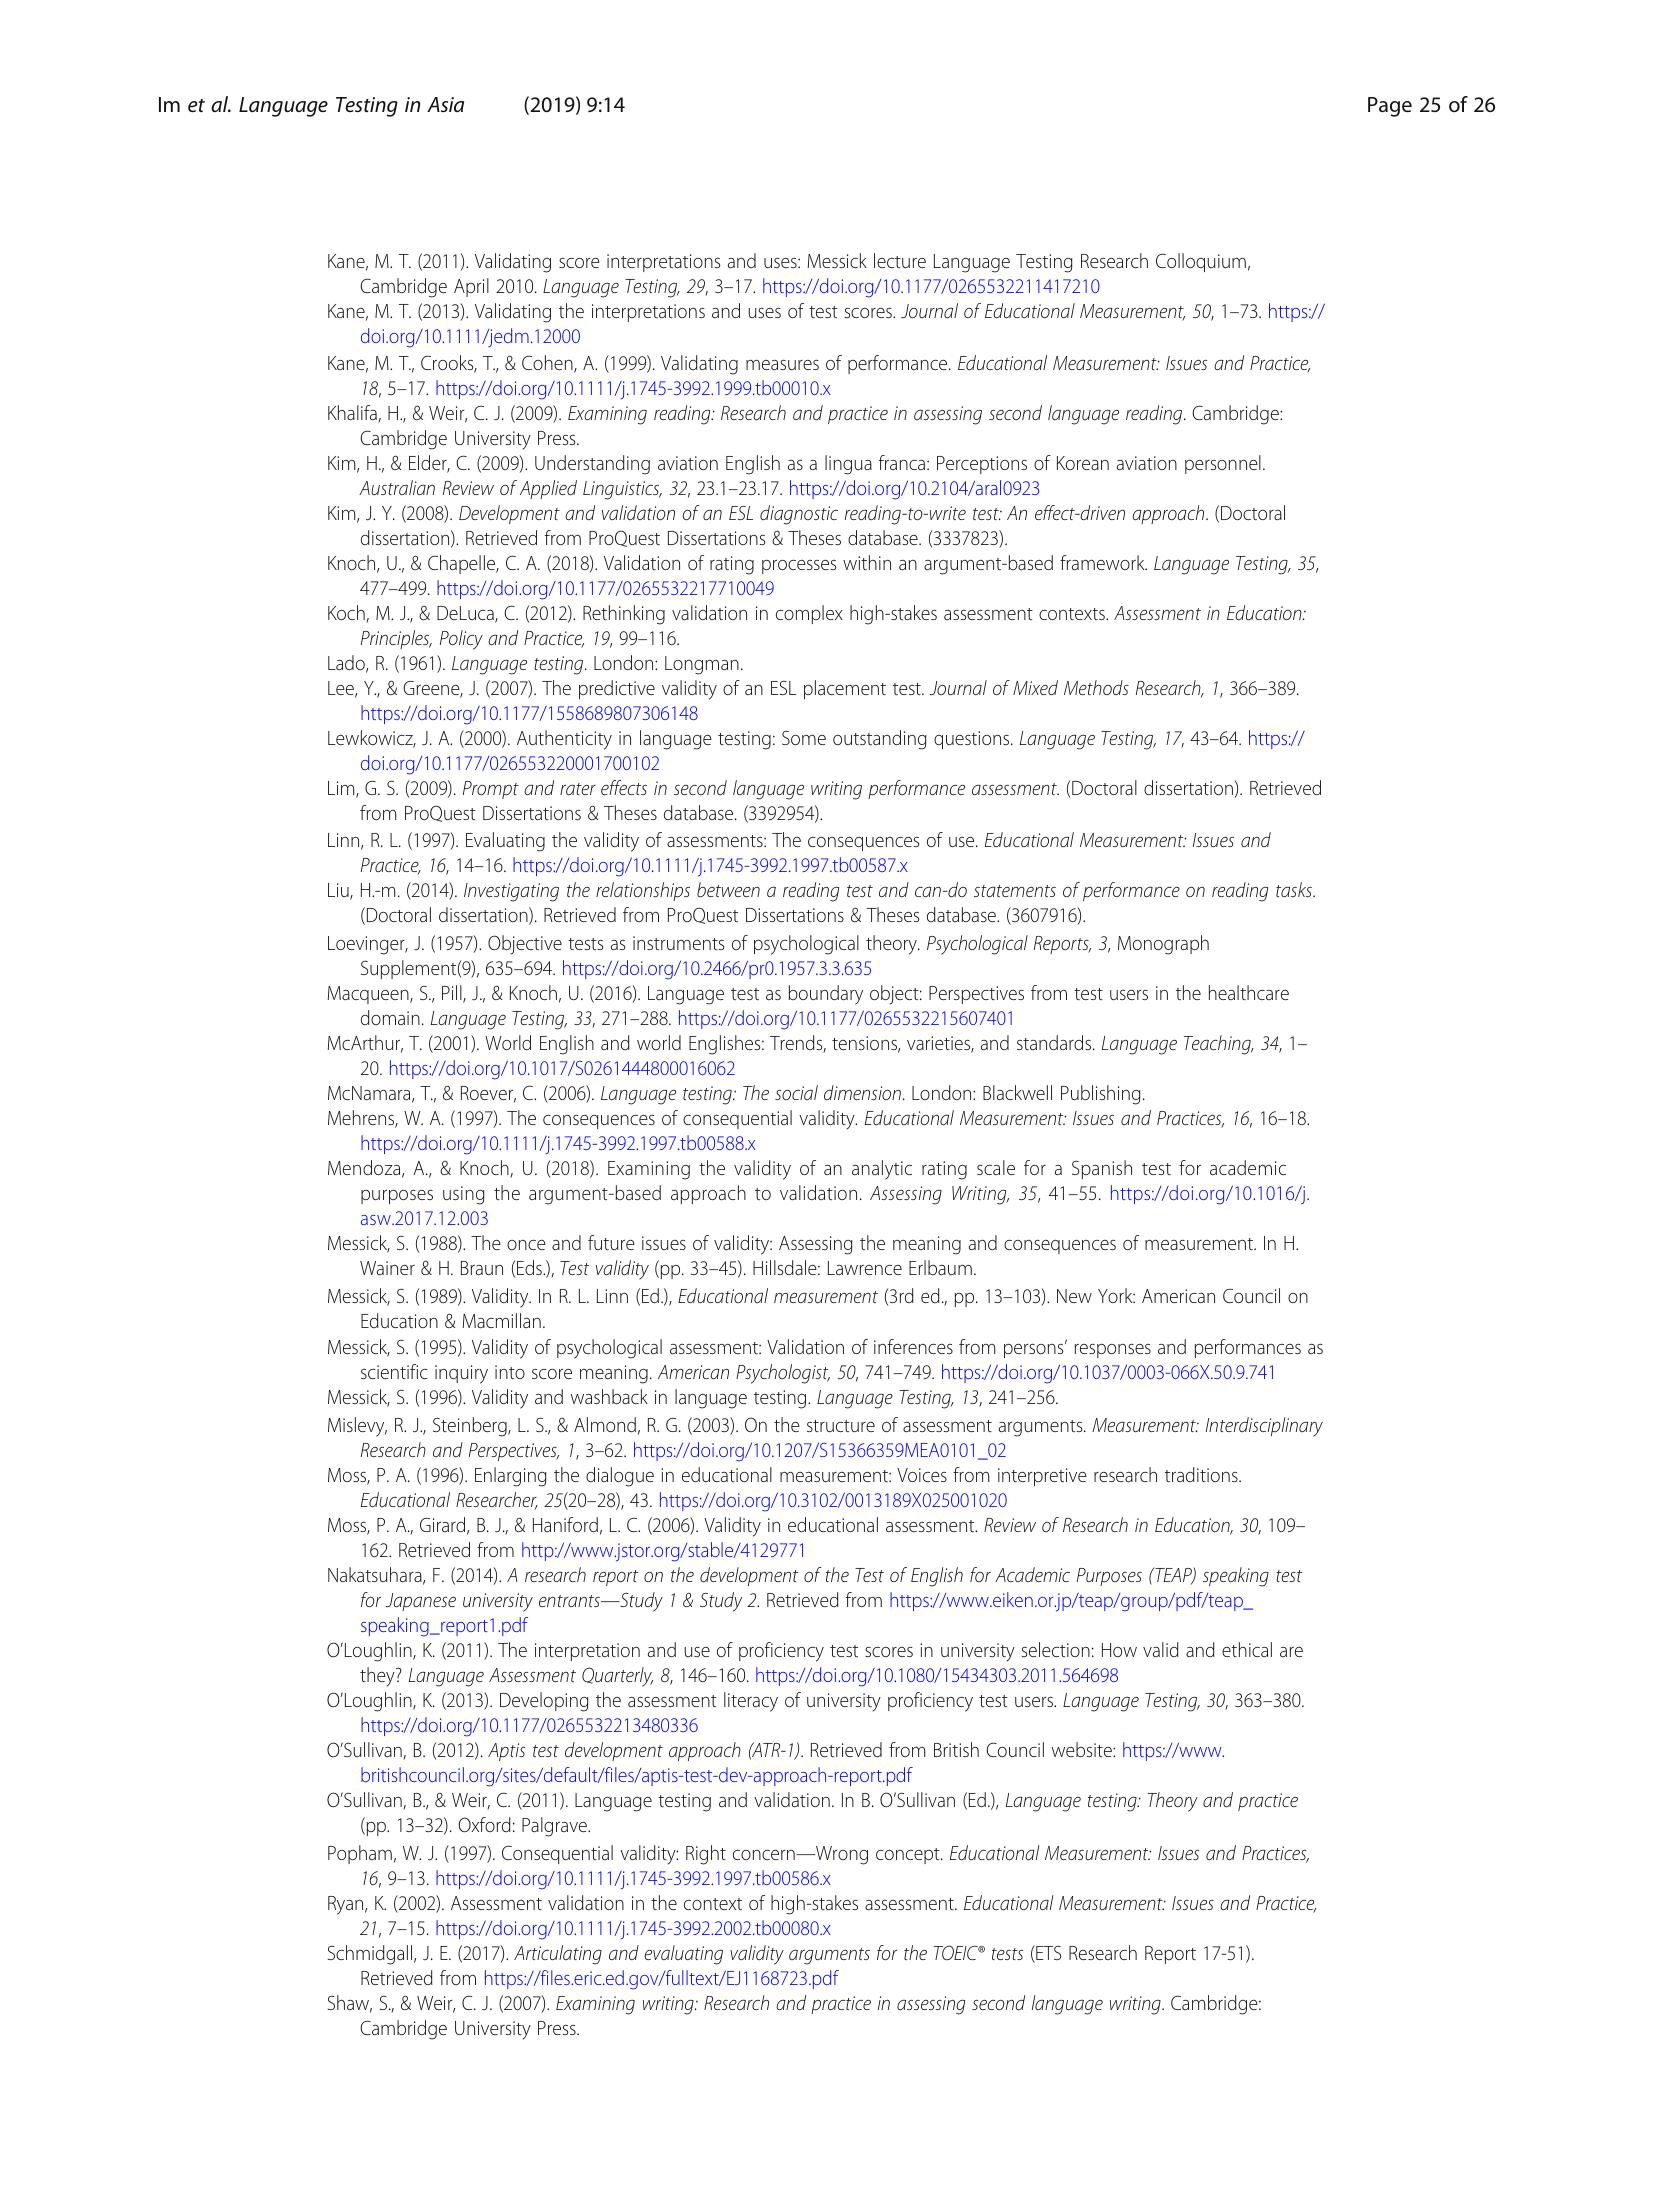 Im et al. Language Testing in Asia (2019) 9:14 Page 25 of 26
Kane, M. T. (2011). Validating score interpretations and uses: Messick lecture Language Testing Research Colloquium,
Cambridge April 2010. Language Testing, 29, 3–17. https://doi.org/10.1177/0265532211417210
Kane, M. T. (2013). Validating the interpretations and uses of test scores. Journal of Educational Measurement, 50, 1–73. https://
doi.org/10.1111/jedm.12000
Kane, M. T., Crooks, T., & Cohen, A. (1999). Validating measures of performance. Educational Measurement: Issues and Practice,
18, 5–17. https://doi.org/10.1111/j.1745-3992.1999.tb00010.x
Khalifa, H., & Weir, C. J. (2009). Examining reading: Research and practice in assessing second language reading. Cambridge:
Cambridge University Press.
Kim, H., & Elder, C. (2009). Understanding aviation English as a lingua franca: Perceptions of Korean aviation personnel.
Australian Review of Applied Linguistics, 32, 23.1–23.17. https://doi.org/10.2104/aral0923
Kim, J. Y. (2008). Development and validation of an ESL diagnostic reading-to-write test: An effect-driven approach. (Doctoral
dissertation). Retrieved from ProQuest Dissertations & Theses database. (3337823).
Knoch, U., & Chapelle, C. A. (2018). Validation of rating processes within an argument-based framework. Language Testing, 35,
477–499. https://doi.org/10.1177/0265532217710049
Koch, M. J., & DeLuca, C. (2012). Rethinking validation in complex high-stakes assessment contexts. Assessment in Education:
Principles, Policy and Practice, 19, 99–116.
Lado, R. (1961). Language testing. London: Longman.
Lee, Y., & Greene, J. (2007). The predictive validity of an ESL placement test. Journal of Mixed Methods Research, 1, 366–389.
https://doi.org/10.1177/1558689807306148
Lewkowicz, J. A. (2000). Authenticity in language testing: Some outstanding questions. Language Testing, 17, 43–64. https://
doi.org/10.1177/026553220001700102
Lim, G. S. (2009). Prompt and rater effects in second language writing performance assessment. (Doctoral dissertation). Retrieved
from ProQuest Dissertations & Theses database. (3392954).
Linn, R. L. (1997). Evaluating the validity of assessments: The consequences of use. Educational Measurement: Issues and
Practice, 16, 14–16. https://doi.org/10.1111/j.1745-3992.1997.tb00587.x
Liu, H.-m. (2014). Investigating the relationships between a reading test and can-do statements of performance on reading tasks.
(Doctoral dissertation). Retrieved from ProQuest Dissertations & Theses database. (3607916).
Loevinger, J. (1957). Objective tests as instruments of psychological theory. Psychological Reports, 3, Monograph
Supplement(9), 635–694. https://doi.org/10.2466/pr0.1957.3.3.635
Macqueen, S., Pill, J., & Knoch, U. (2016). Language test as boundary object: Perspectives from test users in the healthcare
domain. Language Testing, 33, 271–288. https://doi.org/10.1177/0265532215607401
McArthur, T. (2001). World English and world Englishes: Trends, tensions, varieties, and standards. Language Teaching, 34, 1–
20. https://doi.org/10.1017/S0261444800016062
McNamara, T., & Roever, C. (2006). Language testing: The social dimension. London: Blackwell Publishing.
Mehrens, W. A. (1997). The consequences of consequential validity. Educational Measurement: Issues and Practices, 16, 16–18.
https://doi.org/10.1111/j.1745-3992.1997.tb00588.x
Mendoza, A., & Knoch, U. (2018). Examining the validity of an analytic rating scale for a Spanish test for academic
purposes using the argument-based approach to validation. Assessing Writing, 35, 41–55. https://doi.org/10.1016/j.
asw.2017.12.003
Messick, S. (1988). The once and future issues of validity: Assessing the meaning and consequences of measurement. In H.
Wainer & H. Braun (Eds.), Test validity (pp. 33–45). Hillsdale: Lawrence Erlbaum.
Messick, S. (1989). Validity. In R. L. Linn (Ed.), Educational measurement (3rd ed., pp. 13–103). New York: American Council on
Education & Macmillan.
Messick, S. (1995). Validity of psychological assessment: Validation of inferences from persons’ responses and performances as
scientific inquiry into score meaning. American Psychologist, 50, 741–749. https://doi.org/10.1037/0003-066X.50.9.741
Messick, S. (1996). Validity and washback in language testing. Language Testing, 13, 241–256.
Mislevy, R. J., Steinberg, L. S., & Almond, R. G. (2003). On the structure of assessment arguments. Measurement: Interdisciplinary
Research and Perspectives, 1, 3–62. https://doi.org/10.1207/S15366359MEA0101_02
Moss, P. A. (1996). Enlarging the dialogue in educational measurement: Voices from interpretive research traditions.
Educational Researcher, 25(20–28), 43. https://doi.org/10.3102/0013189X025001020
Moss, P. A., Girard, B. J., & Haniford, L. C. (2006). Validity in educational assessment. Review of Research in Education, 30, 109–
162. Retrieved from http://www.jstor.org/stable/4129771
Nakatsuhara, F. (2014). A research report on the development of the Test of English for Academic Purposes (TEAP) speaking test
for Japanese university entrants—Study 1 & Study 2. Retrieved from https://www.eiken.or.jp/teap/group/pdf/teap_
speaking_report1.pdf
O’Loughlin, K. (2011). The interpretation and use of proficiency test scores in university selection: How valid and ethical are
they? Language Assessment Quarterly, 8, 146–160. https://doi.org/10.1080/15434303.2011.564698
O’Loughlin, K. (2013). Developing the assessment literacy of university proficiency test users. Language Testing, 30, 363–380.
https://doi.org/10.1177/0265532213480336
O’Sullivan, B. (2012). Aptis test development approach (ATR-1). Retrieved from British Council website: https://www.
britishcouncil.org/sites/default/files/aptis-test-dev-approach-report.pdf
O’Sullivan, B., & Weir, C. (2011). Language testing and validation. In B. O’Sullivan (Ed.), Language testing: Theory and practice
(pp. 13–32). Oxford: Palgrave.
Popham, W. J. (1997). Consequential validity: Right concern—Wrong concept. Educational Measurement: Issues and Practices,
16, 9–13. https://doi.org/10.1111/j.1745-3992.1997.tb00586.x
Ryan, K. (2002). Assessment validation in the context of high-stakes assessment. Educational Measurement: Issues and Practice,
21, 7–15. https://doi.org/10.1111/j.1745-3992.2002.tb00080.x
Schmidgall, J. E. (2017). Articulating and evaluating validity arguments for the TOEIC® tests (ETS Research Report 17-51).
Retrieved from https://files.eric.ed.gov/fulltext/EJ1168723.pdf
Shaw, S., & Weir, C. J. (2007). Examining writing: Research and practice in assessing second language writing. Cambridge:
Cambridge University Press.